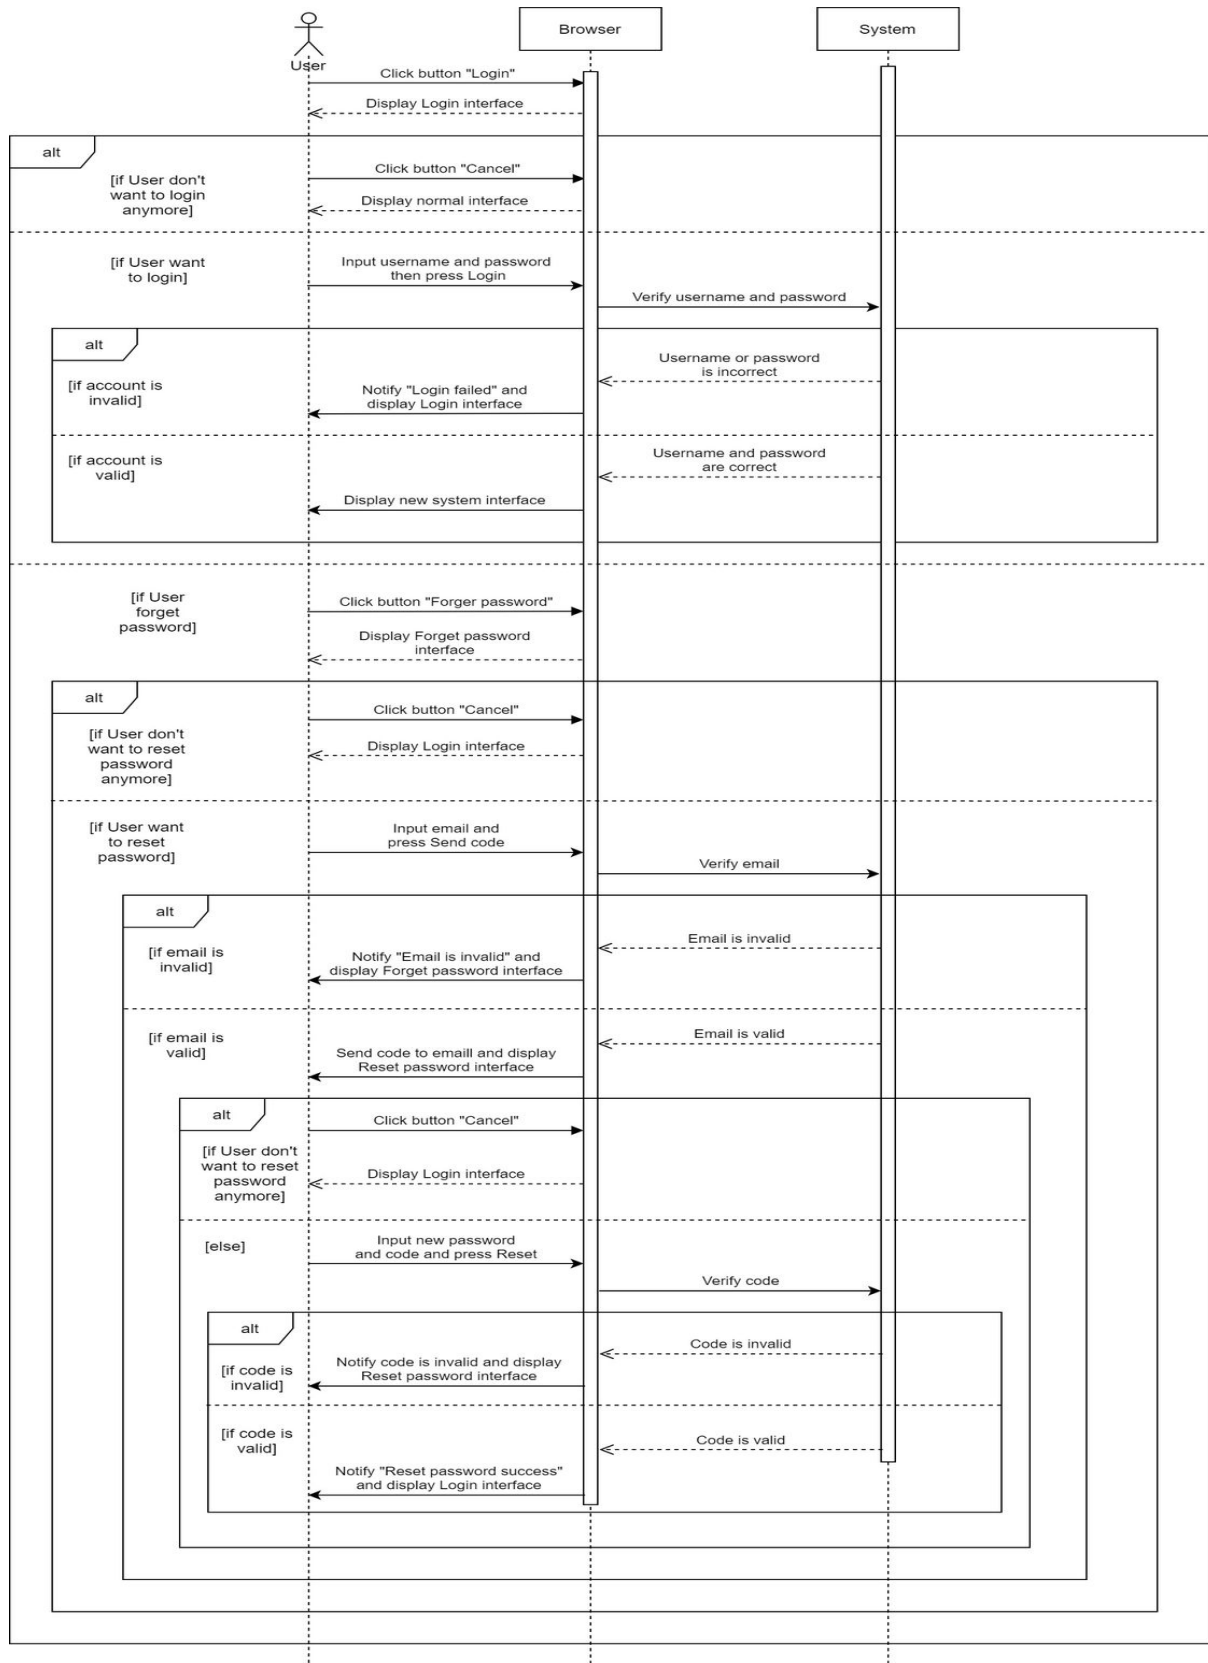 Browser
System
User
Click button "Login"
Display Login interface
alt
[if User don't
want to login
anymore]
Click button "Cancel"
Display normal interface
[if User want
to login]
Input username and password
then press Login
Verify username and password
alt
[if account is
invalid]
Username or password
is incorrect
Notify "Login failed" and
display Login interface
[if account is
valid]
Username and password
are correct
Display new system interface
[if User
forget
password]
Click button "Forger password"
Display Forget password
interface
alt
[if User don't
want to reset
password
anymore]
Click button "Cancel"
Display Login interface
[if User want
to reset
password]
Input email and
press Send code
Verify email
alt
[if email is
invalid]
Email is invalid
Notify "Email is invalid" and
display Forget password interface
[if email is
valid]
Email is valid
Send code to emaill and display
Reset password interface
alt
Click button "Cancel"
[if User don't
want to reset
password
anymore]
Display Login interface
[else]
Input new password
and code and press Reset
Verify code
alt
Code is invalid
[if code is
invalid]
Notify code is invalid and display
Reset password interface
[if code is
valid]
Code is valid
Notify "Reset password success"
and display Login interface